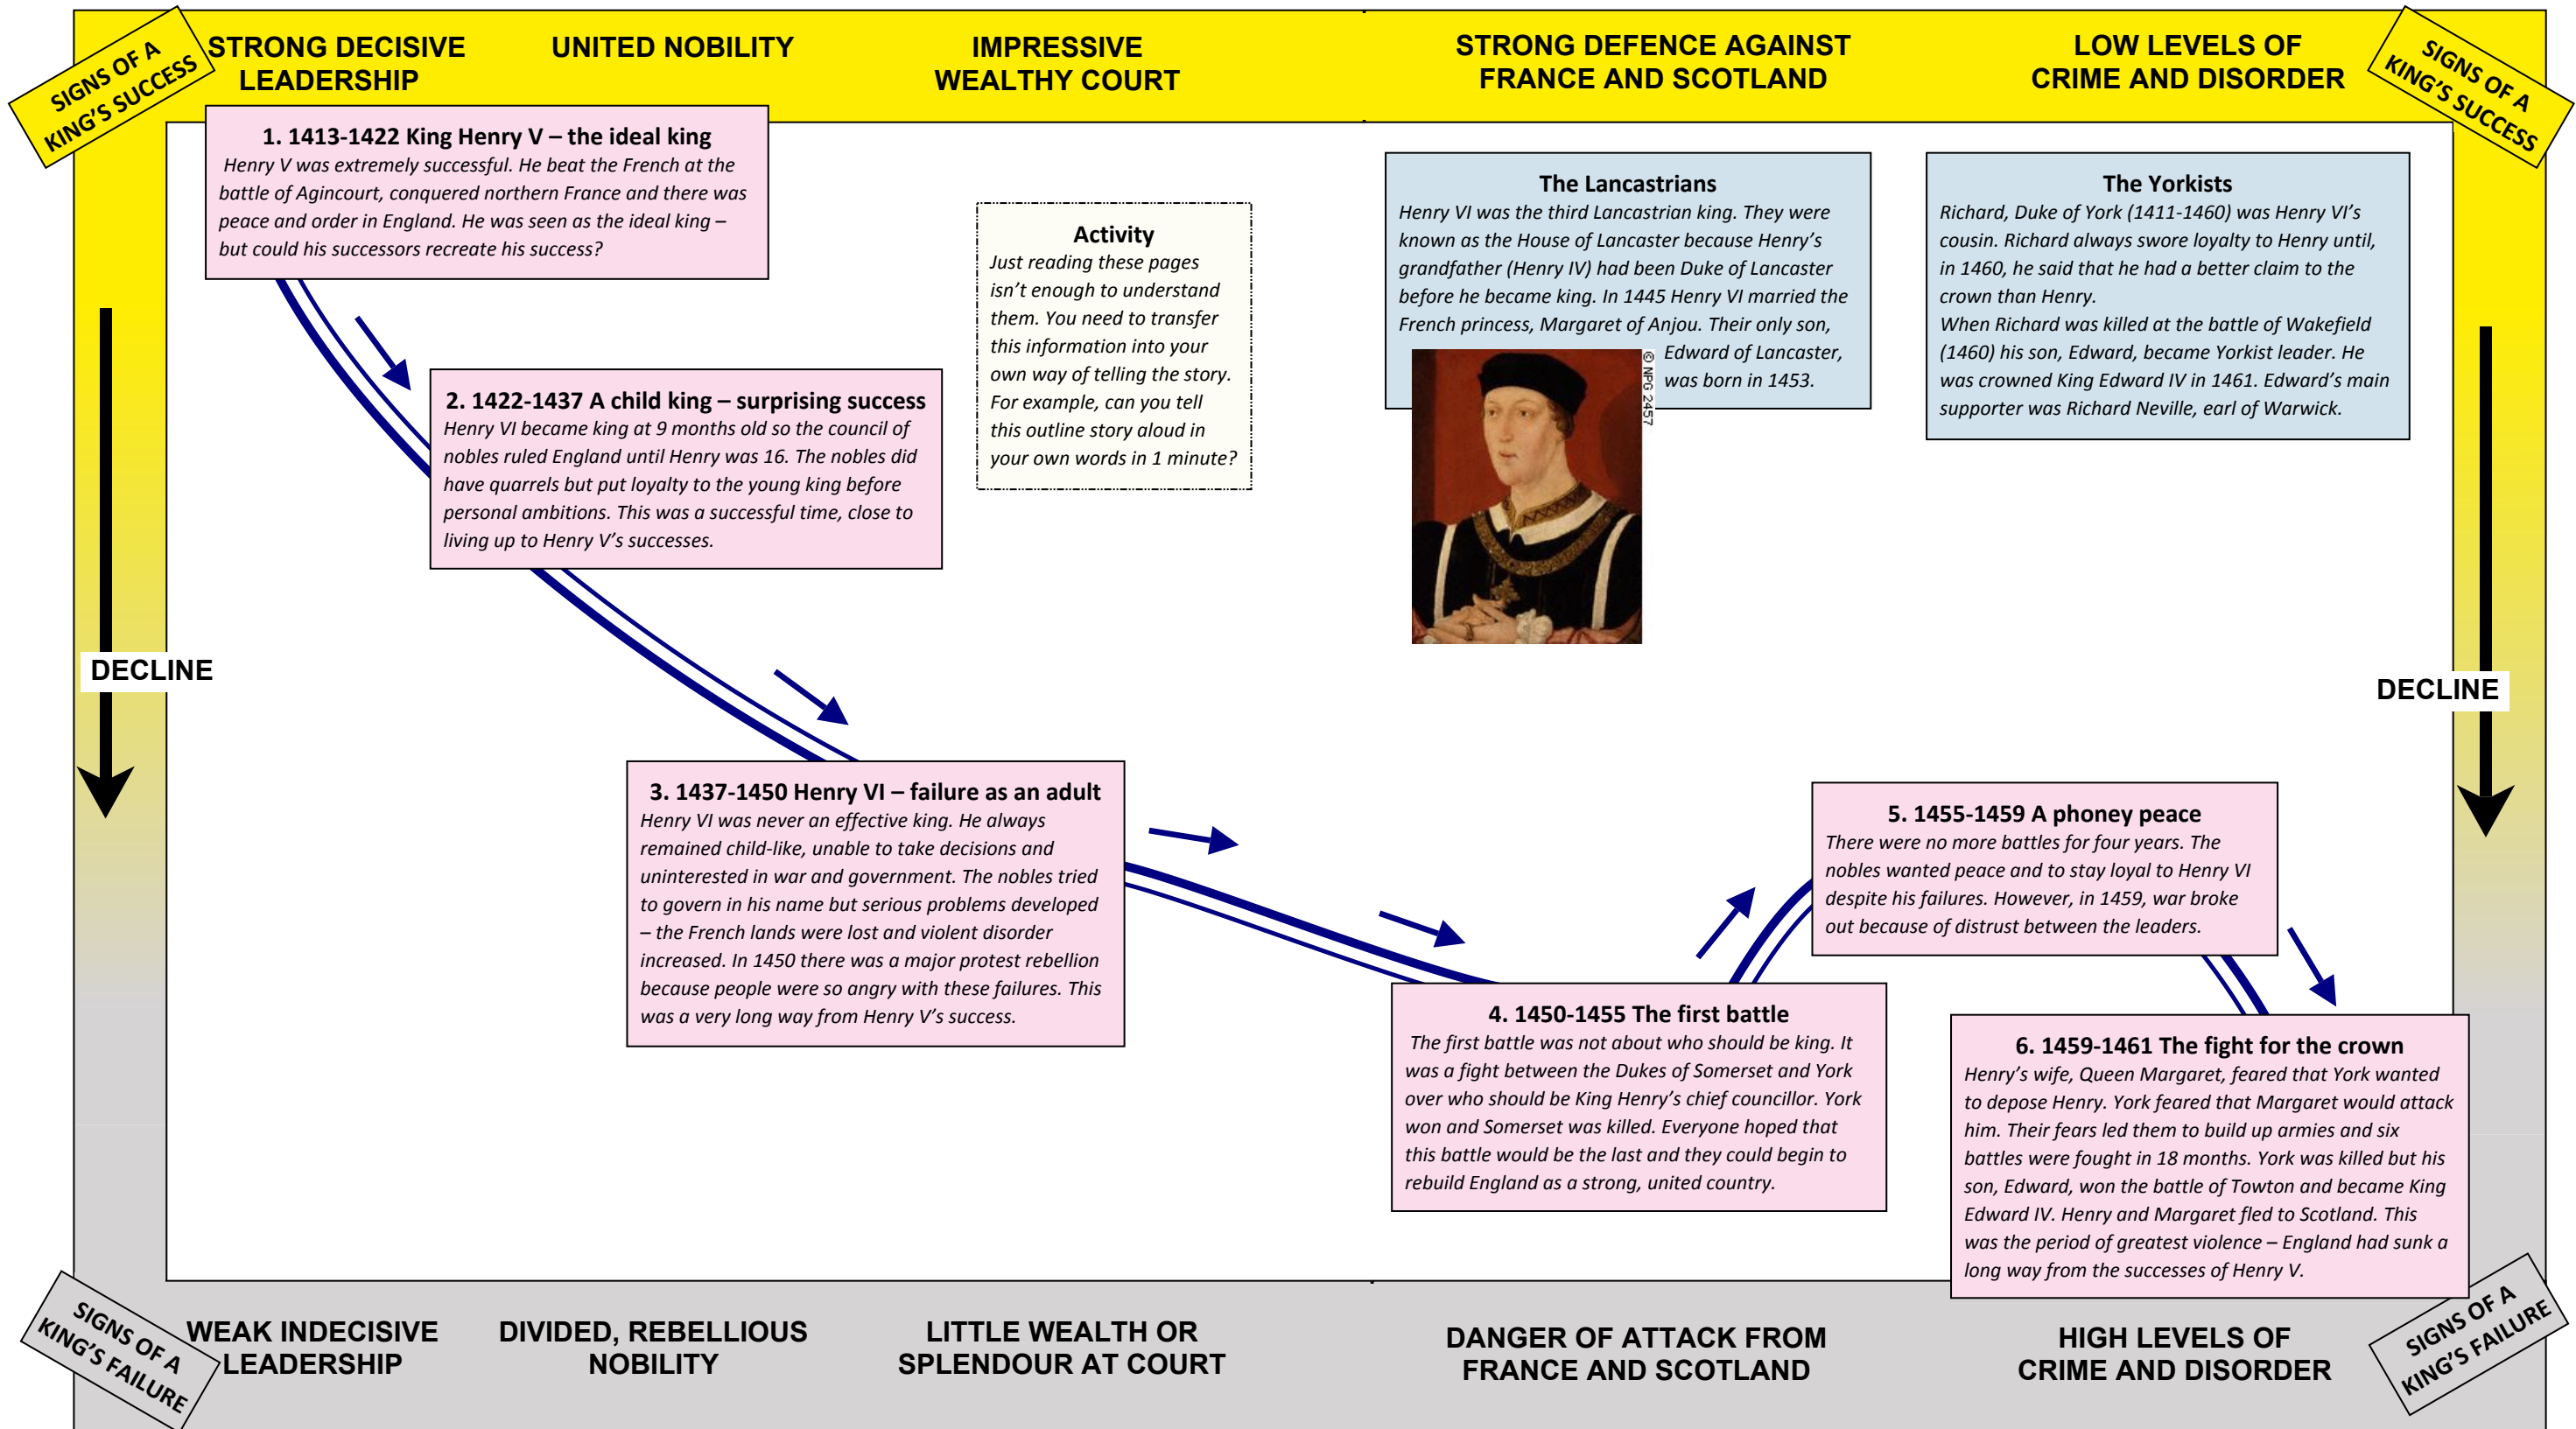 SIGNS OF A
KING'S SUCCESS
STRONG DECISIVE
LEADERSHIP
UNITED NOBILITY
IMPRESSIVE
WEALTHY COURT
STRONG DEFENCE AGAINST
FRANCE AND SCOTLAND
LOW LEVELS OF
CRIME AND DISORDER
SIGNS OF A
KING'S SUCCESS
1. 1413-1422 King Henry V – the ideal king
Henry V was extremely successful. He beat the French at the
battle of Agincourt, conquered northern France and there was
peace and order in England. He was seen as the ideal king –
but could his successors recreate his success?
2. 1422-1437 A child king – surprising success
Henry VI became king at 9 months old so the council of
nobles ruled England until Henry was 16. The nobles did
have quarrels but put loyalty to the young king before
personal ambitions. This was a successful time, close to
living up to Henry V's successes.
Activity
Just reading these pages
isn't enough to understand
them. You need to transfer
this information into your
own way of telling the story.
For example, can you tell
this outline story aloud in
your own words in 1 minute?
The Lancastrians
Henry VI was the third Lancastrian king. They were
known as the House of Lancaster because Henry's
grandfather (Henry IV) had been Duke of Lancaster
before he became king. In 1445 Henry VI married the
French princess, Margaret of Anjou. Their only son,
Edward of Lancaster,
was born in 1453.
© NPG 2457
The Yorkists
Richard, Duke of York (1411-1460) was Henry VI's
cousin. Richard always swore loyalty to Henry until,
in 1460, he said that he had a better claim to the
crown than Henry.
When Richard was killed at the battle of Wakefield
(1460) his son, Edward, became Yorkist leader. He
was crowned King Edward IV in 1461. Edward's main
supporter was Richard Neville, earl of Warwick.
DECLINE
DECLINE
3. 1437-1450 Henry VI – failure as an adult
Henry VI was never an effective king. He always
remained child-like, unable to take decisions and
uninterested in war and government. The nobles tried
to govern in his name but serious problems developed
– the French lands were lost and violent disorder
increased. In 1450 there was a major protest rebellion
because people were so angry with these failures. This
was a very long way from Henry V's success.
4. 1450-1455 The first battle
The first battle was not about who should be king. It
was a fight between the Dukes of Somerset and York
over who should be King Henry's chief councillor. York
won and Somerset was killed. Everyone hoped that
this battle would be the last and they could begin to
rebuild England as a strong, united country.
5. 1455-1459 A phoney peace
There were no more battles for four years. The
nobles wanted peace and to stay loyal to Henry VI
despite his failures. However, in 1459, war broke
out because of distrust between the leaders.
6. 1459-1461 The fight for the crown
Henry's wife, Queen Margaret, feared that York wanted
to depose Henry. York feared that Margaret would attack
him. Their fears led them to build up armies and six
battles were fought in 18 months. York was killed but his
son, Edward, won the battle of Towton and became King
Edward IV. Henry and Margaret fled to Scotland. This
was the period of greatest violence – England had sunk a
long way from the successes of Henry V.
SIGNS OF A
KING'S FAILURE
WEAK INDECISIVE
LEADERSHIP
DIVIDED, REBELLIOUS
NOBILITY
LITTLE WEALTH OR
SPLENDOUR AT COURT
DANGER OF ATTACK FROM
FRANCE AND SCOTLAND
HIGH LEVELS OF
CRIME AND DISORDER
SIGNS OF A
KING'S FAILURE